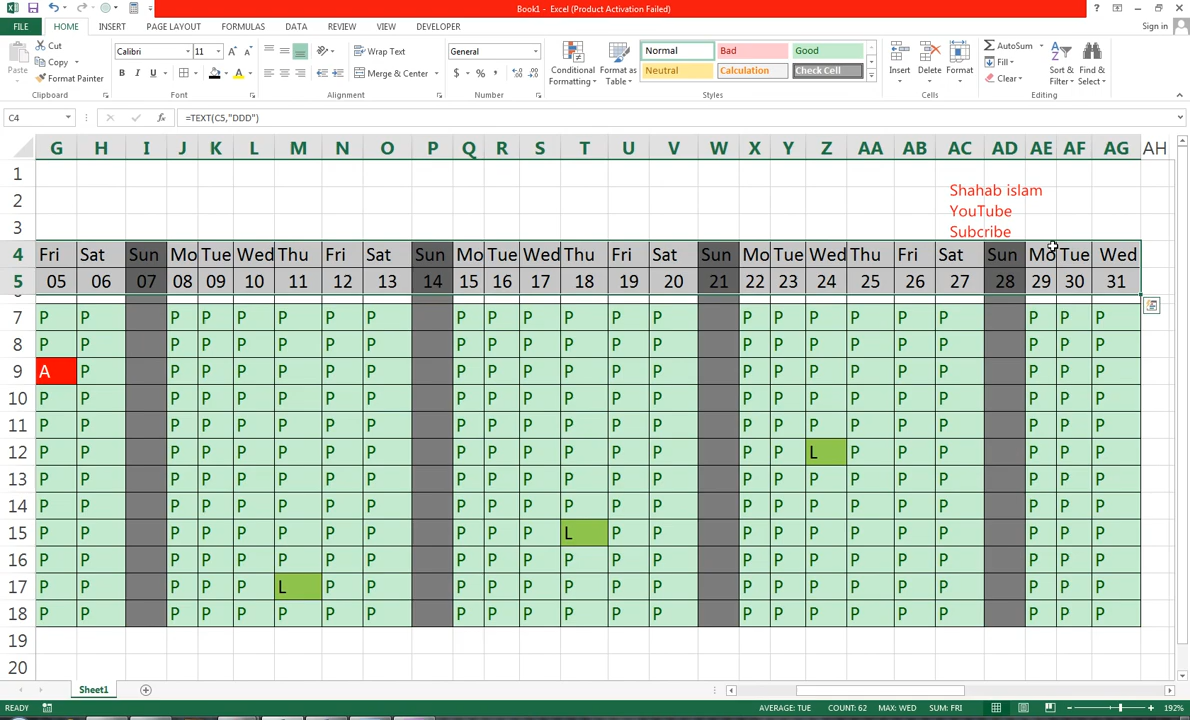 Book1 - Excel (Product Activation Failed)
Sign in
FILE HOME INSERT PAGE LAYOUT FORMULAS DATA REVIEW VIEW DEVELOPER
Paste Cut Copy Format Painter
Calibri 11 General
Wrap Text
Merge & Center
Conditional Formatting Format as Table
Normal Bad Good
Neutral Calculation Check Cell
Insert Delete Format
AutoSum Fill Clear
Sort & Filter Find & Select
Clipboard Font Alignment Number Styles Cells Editing
C4 =TEXT(C5,"DDD")
G H I J K L M N O P Q R S T U V W X Y Z AA AB AC AD AE AF AG AH
1
Shahab islam
2 YouTube
3 Subcribe
4 Fri Sat Sun Mo Tue Wed Thu Fri Sat Sun Mo Tue Wed Thu Fri Sat Sun Mo Tue Wed Thu Fri Sat Sun Mo Tue Wed
5 05 06 07 08 09 10 11 12 13 14 15 16 17 18 19 20 21 22 23 24 25 26 27 28 29 30 31
7 P P P P P P P P P P P P P P P P P P P P P P P
8 P P P P P P P P P P P P P P P P P P P P P P P
9 A P P P P P P P P P P P P P P P P P P P P P P
10 P P P P P P P P P P P P P P P P P P P P P P P
11 P P P P P P P P P P P P P P P P P P P P P P P
12 P P P P P P P P P P P P P P P P L P P P P P P
13 P P P P P P P P P P P P P P P P P P P P P P P
14 P P P P P P P P P P P P P P P P P P P P P P P
15 P P P P P P P P P P P L P P P P P P P P P P P
16 P P P P P P P P P P P P P P P P P P P P P P P
17 P P P P P L P P P P P P P P P P P P P P P P P
18 P P P P P P P P P P P P P P P P P P P P P P P
19
20
Sheet1
READY AVERAGE: TUE COUNT: 62 MAX: WED SUM: FRI 192%